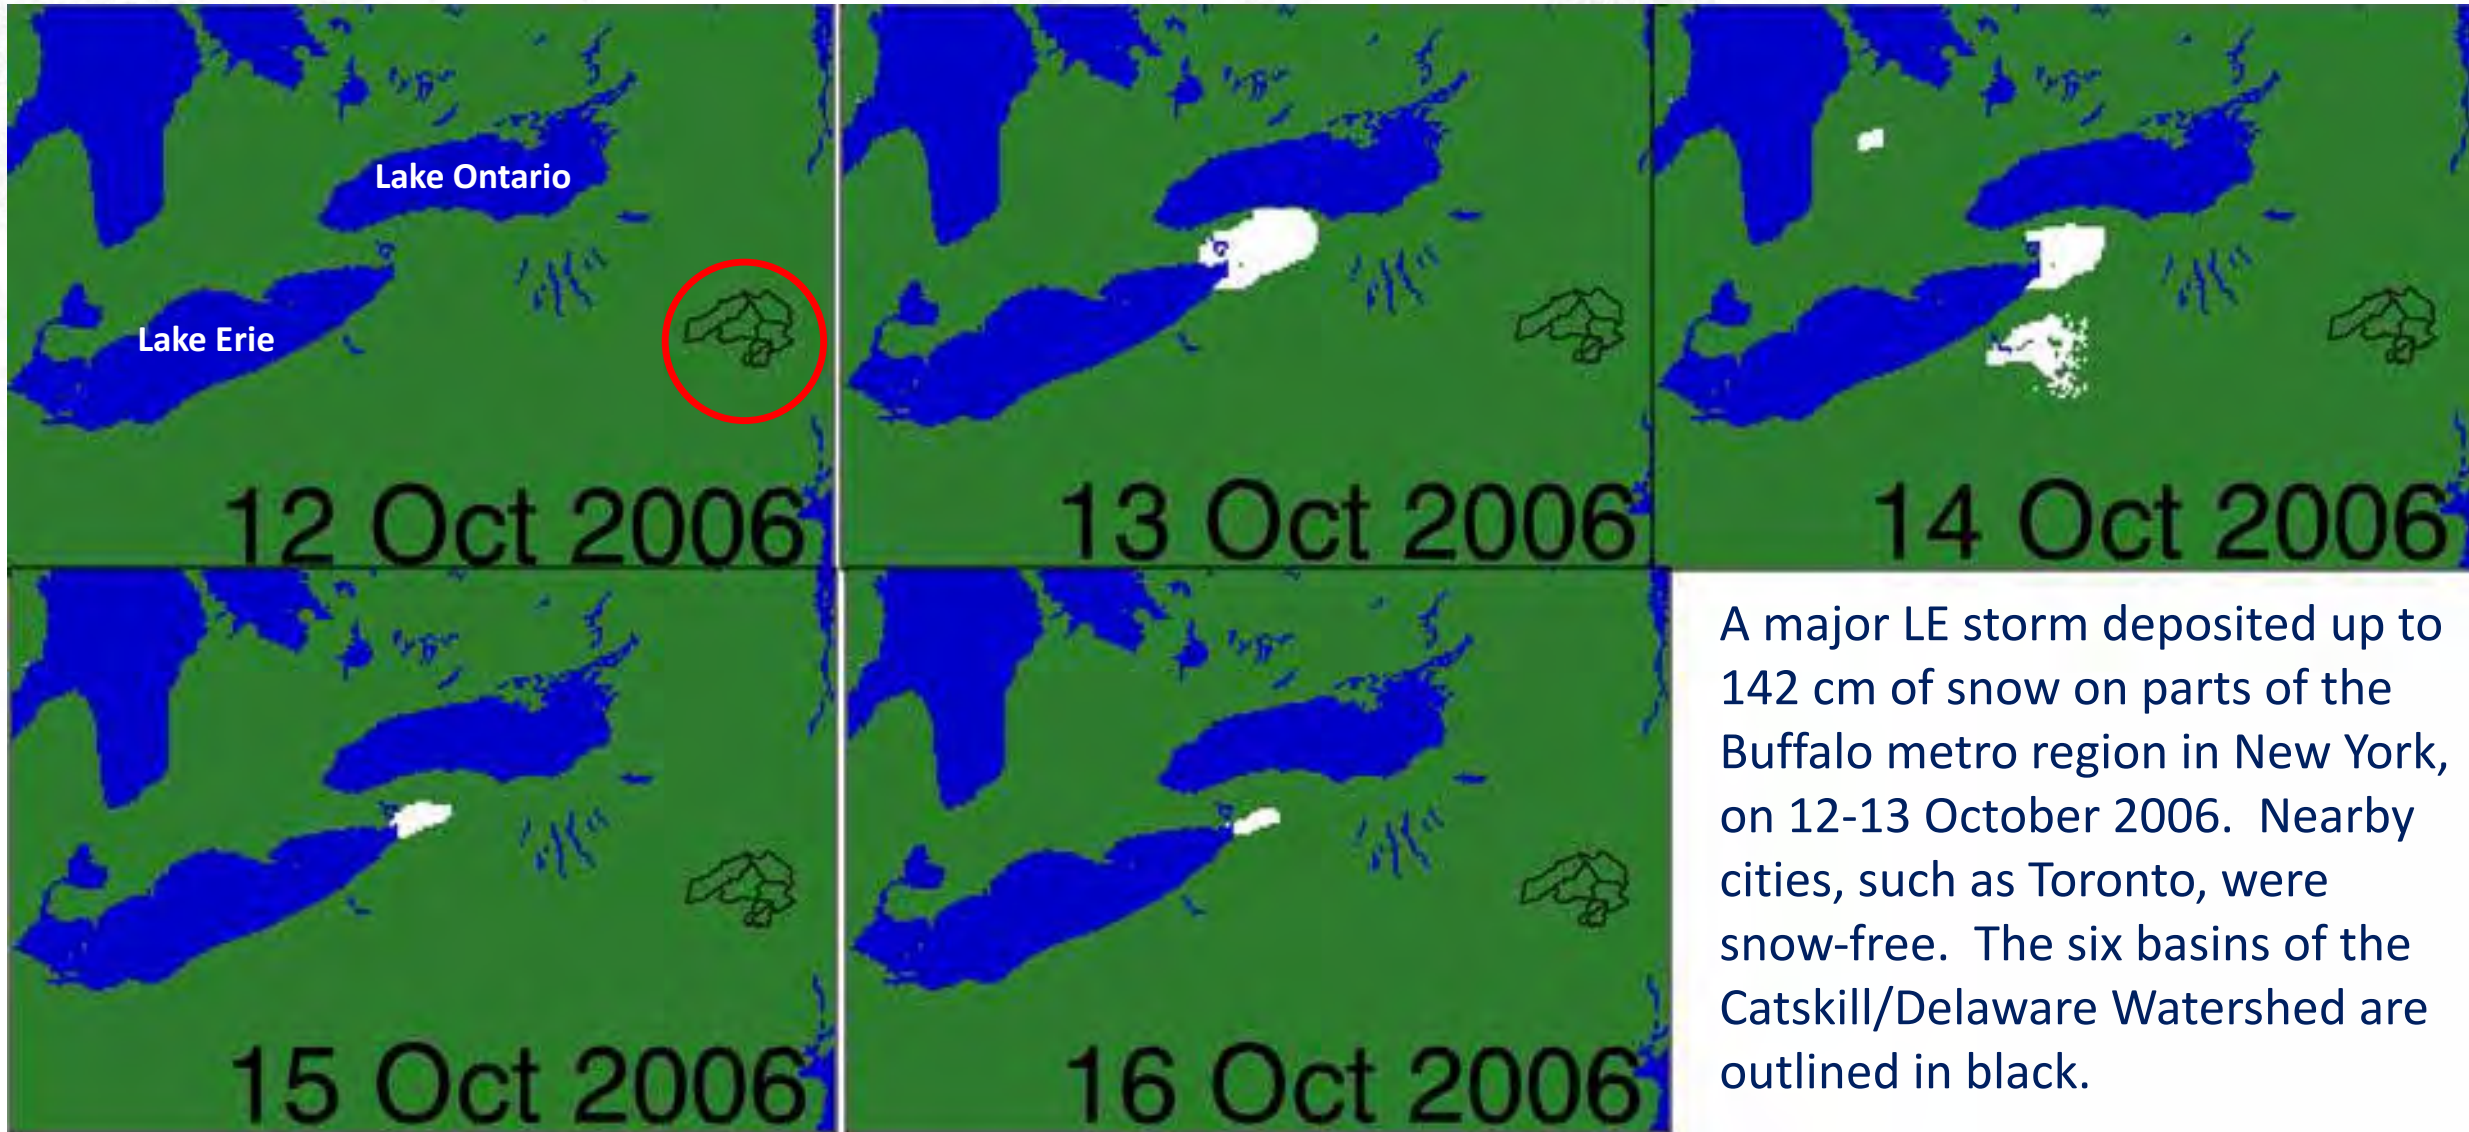 Lake Ontario
Lake Erie
12 Oct 2006
13 Oct 2006
14 Oct 2006
15 Oct 2006
16 Oct 2006
A major LE storm deposited up to
142 cm of snow on parts of the
Buffalo metro region in New York,
on 12-13 October 2006.  Nearby
cities, such as Toronto, were
snow-free.  The six basins of the
Catskill/Delaware Watershed are
outlined in black.